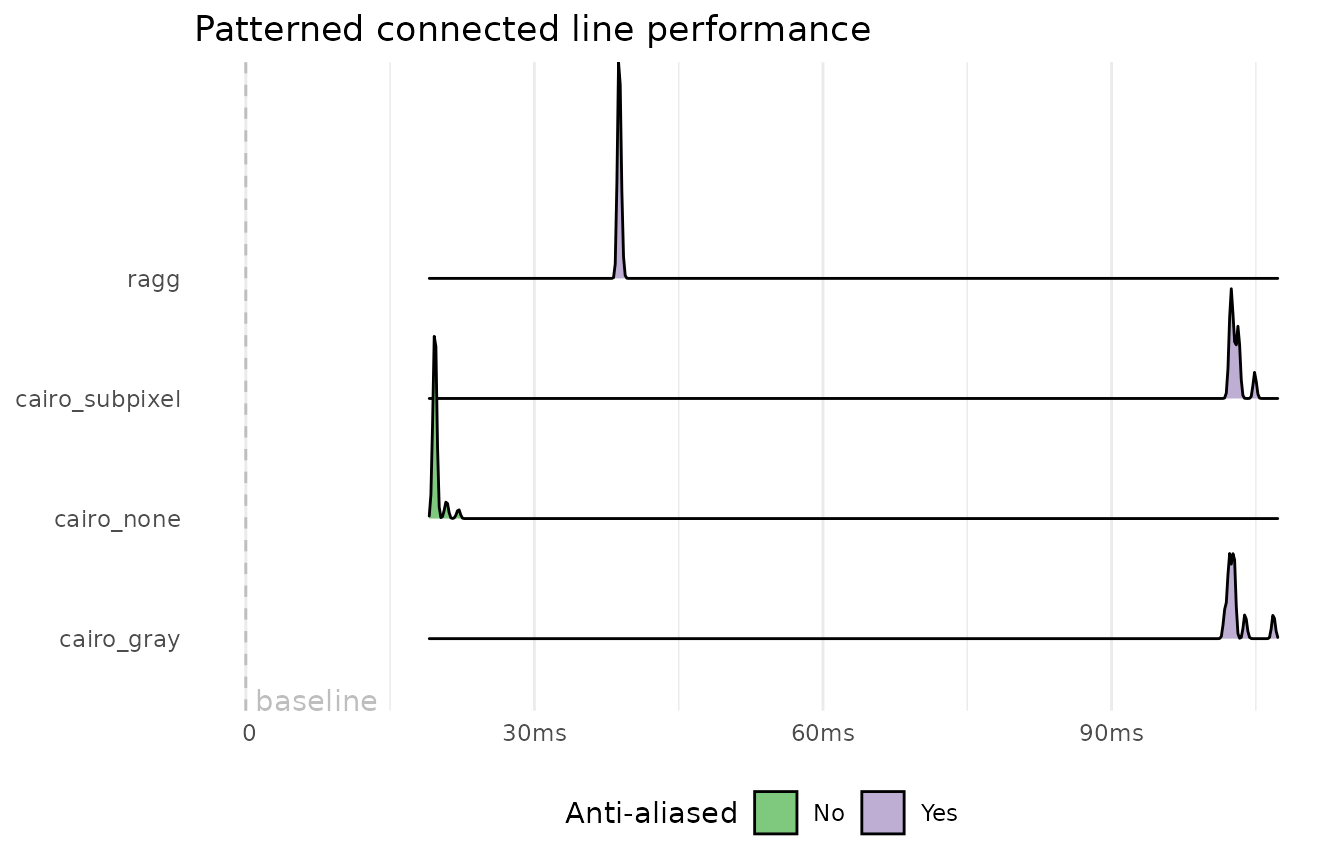 Patterned connected line performance
ragg
cairo_subpixel
cairo_none
cairo_gray
baseline
0 30ms 60ms 90ms
Anti-aliased No Yes